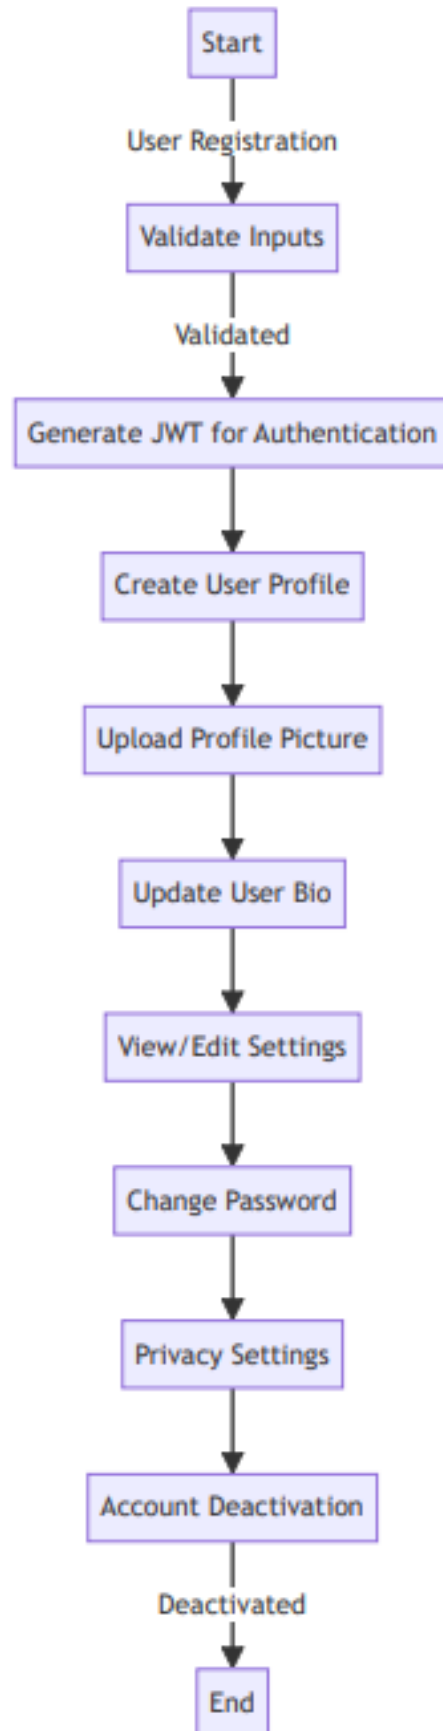 Start
User Registration
Validate Inputs
Validated
Generate JWT for Authentication
Create User Profile
Upload Profile Picture
Update User Bio
View/Edit Settings
Change Password
Privacy Settings
Account Deactivation
Deactivated
End